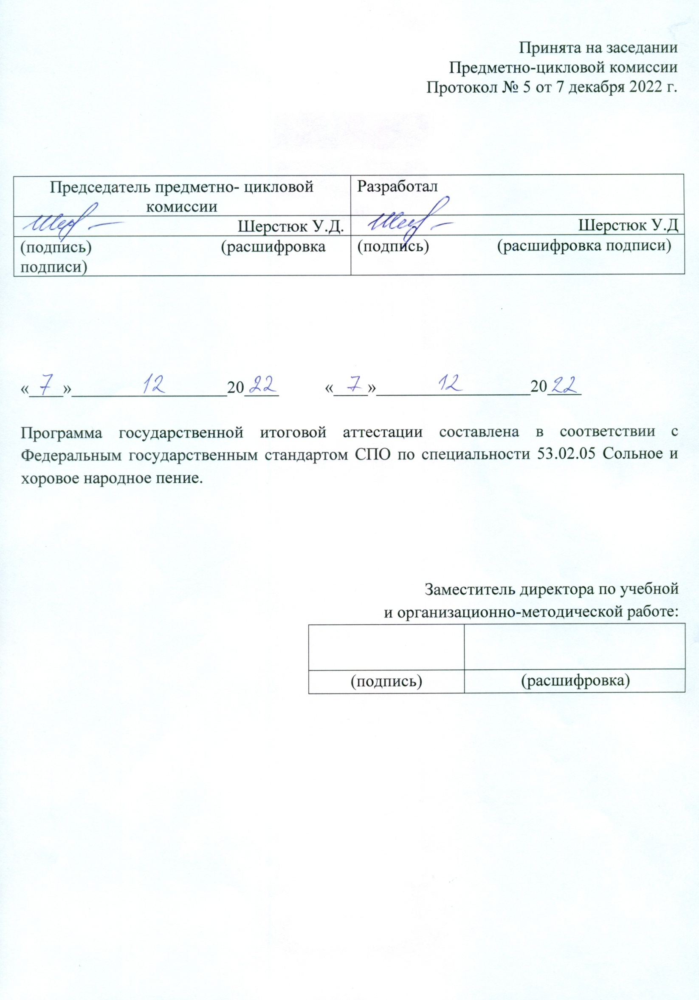 Принята на заседании
Предметно-цикловой комиссии
Протокол № 5 от 7 декабря 2022 г.
Председатель предметно- цикловой
комиссии
Разработал
Шерстюк У.Д.
Шерстюк У.Д
(подпись) (расшифровка
подписи)
(подпись) (расшифровка подписи)
«7» 12 2022 «7» 12 2022
Программа государственной итоговой аттестации составлена в соответствии с
Федеральным государственным стандартом СПО по специальности 53.02.05 Сольное и
хоровое народное пение.
Заместитель директора по учебной
и организационно-методической работе:
(подпись) (расшифровка)